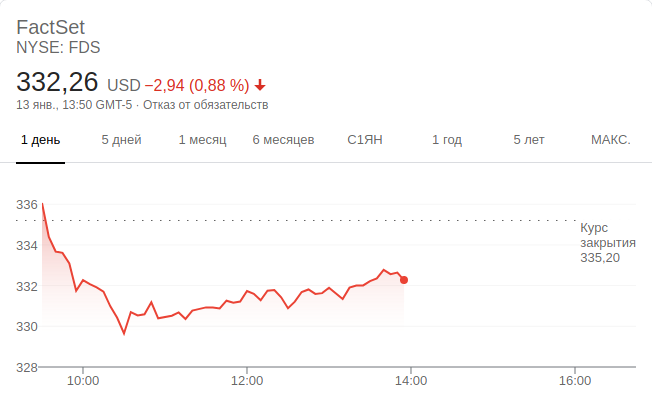 FactSet
NYSE: FDS
332,26 USD −2,94 (0,88 %)
13 янв., 13:50 GMT-5 · Отказ от обязательств
1 день 5 дней 1 месяц 6 месяцев С1ЯН 1 год 5 лет МАКС.
336
Курс
334
закрытия
335,20
332
330
328
10:00 12:00 14:00 16:00